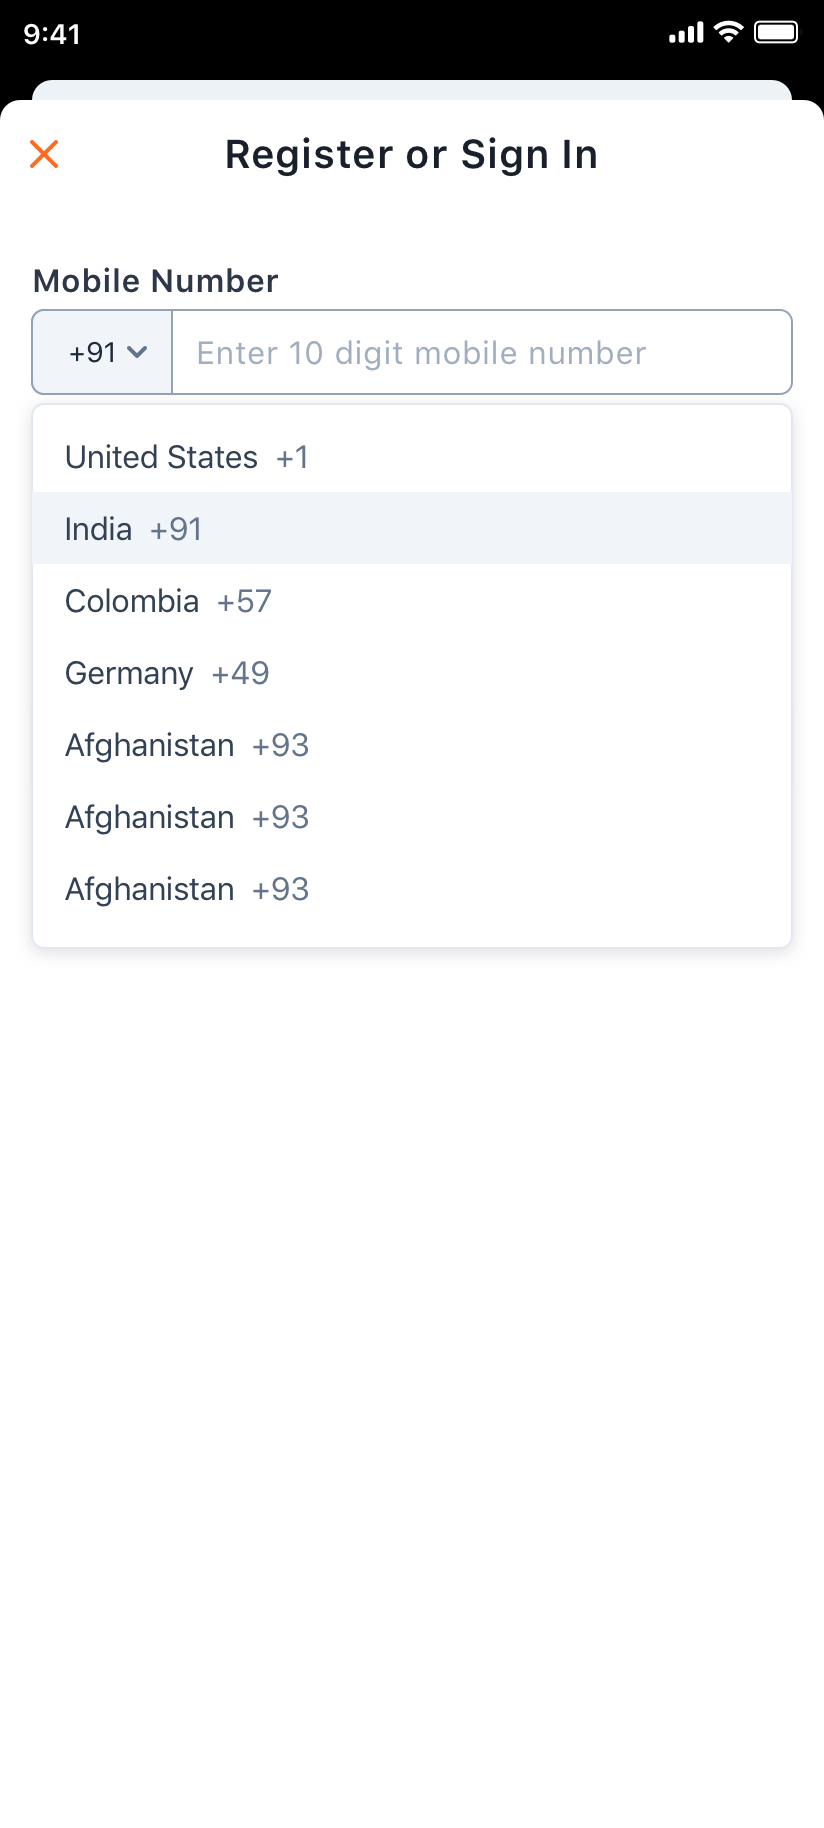 9:41
Register or Sign In
Mobile Number
+91 Enter 10 digit mobile number
United States +1
India +91
Colombia +57
Germany +49
Afghanistan +93
Afghanistan +93
Afghanistan +93